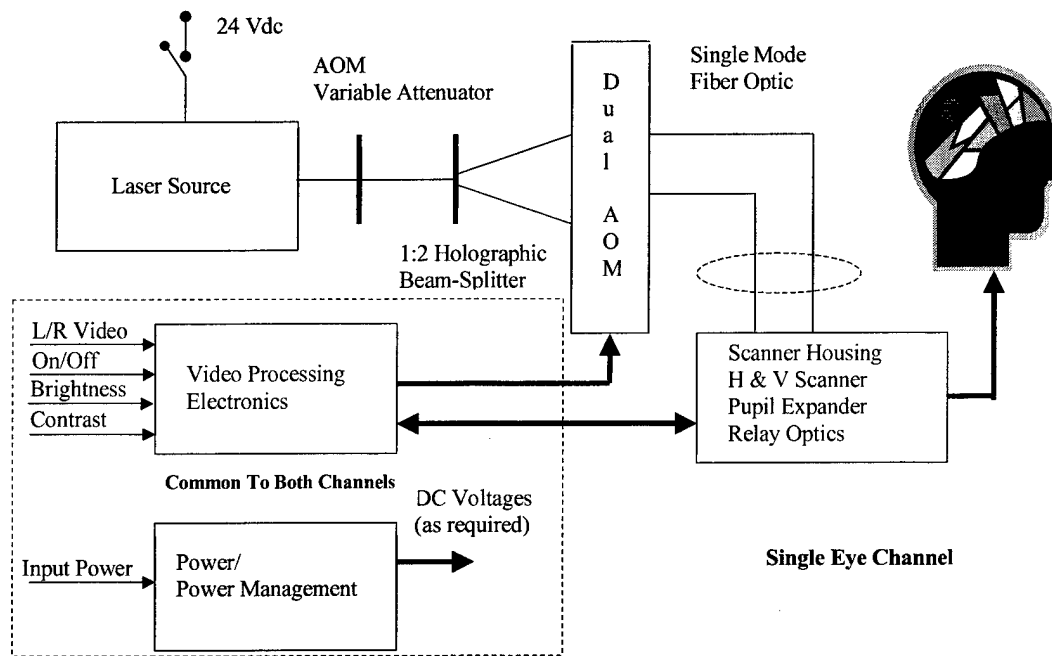 24 Vdc
AOM
Variable Attenuator
Single Mode
Fiber Optic
Dual AOM
Laser Source
1:2 Holographic
Beam-Splitter
L/R Video
On/Off
Brightness
Contrast
Video Processing
Electronics
Scanner Housing
H & V Scanner
Pupil Expander
Relay Optics
Common To Both Channels
DC Voltages
(as required)
Input Power
Power/
Power Management
Single Eye Channel